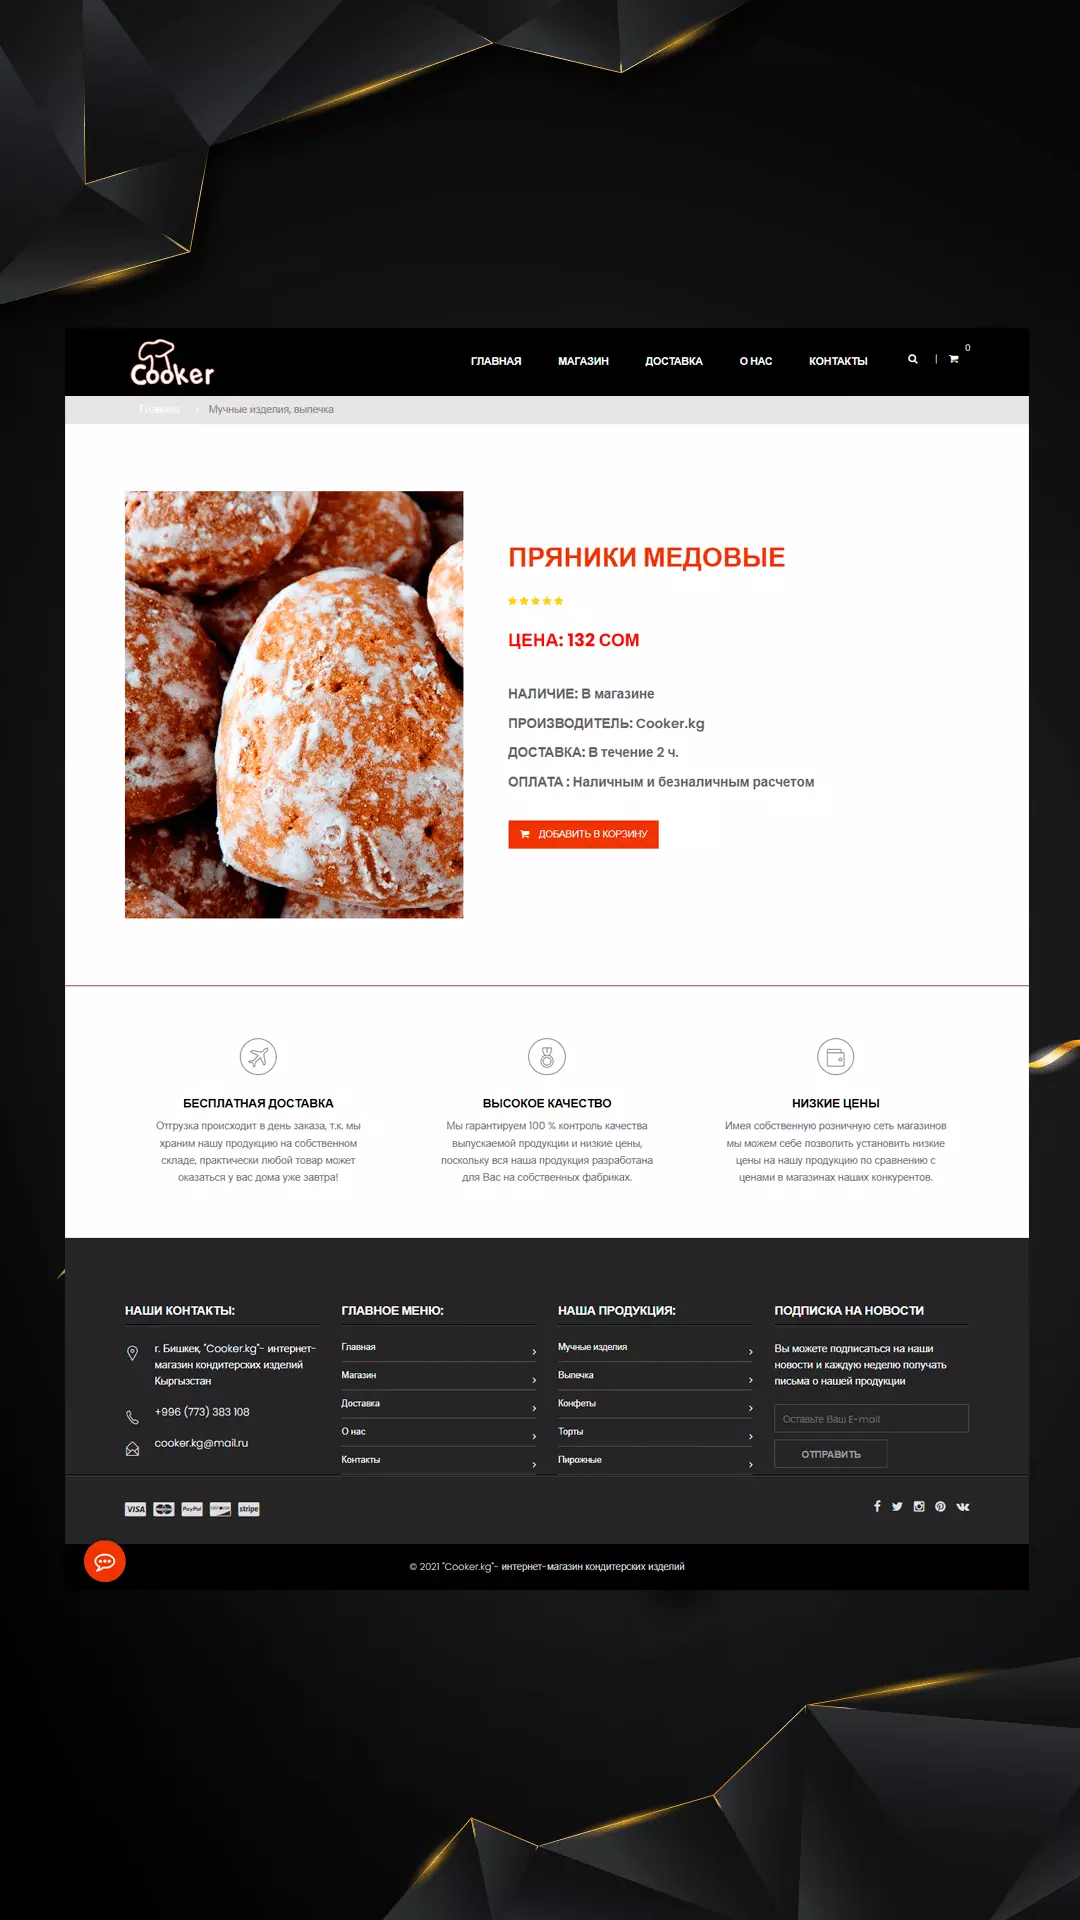 Cooker
ГЛАВНАЯ
МАГАЗИН
ДОСТАВКА
О НАС
КОНТАКТЫ
0
Главная > Мучные изделия, выпечка
ПРЯНИКИ МЕДОВЫЕ
ЦЕНА: 132 СОМ
НАЛИЧИЕ: В магазине
ПРОИЗВОДИТЕЛЬ: Cooker.kg
ДОСТАВКА: В течение 2 ч.
ОПЛАТА : Наличным и безналичным расчетом
ДОБАВИТЬ В КОРЗИНУ
БЕСПЛАТНАЯ ДОСТАВКА
Отгрузка происходит в день заказа, т.к. мы
храним нашу продукцию на собственном
складе, практически любой товар может
оказаться у вас дома уже завтра!
ВЫСОКОЕ КАЧЕСТВО
Мы гарантируем 100 % контроль качества
выпускаемой продукции и низкие цены,
поскольку вся наша продукция разработана
для Вас на собственных фабриках.
НИЗКИЕ ЦЕНЫ
Имея собственную розничную сеть магазинов
мы можем себе позволить установить низкие
цены на нашу продукцию по сравнению с
ценами в магазинах наших конкурентов.
НАШИ КОНТАКТЫ:
г. Бишкек, "Cooker.kg"- интернет-
магазин кондитерских изделий
Кыргызстан
+996 (773) 383 108
cooker.kg@mail.ru
ГЛАВНОЕ МЕНЮ:
Главная
Магазин
Доставка
О нас
Контакты
НАША ПРОДУКЦИЯ:
Мучные изделия
Выпечка
Конфеты
Торты
Пирожные
ПОДПИСКА НА НОВОСТИ
Вы можете подписаться на наши
новости и каждую неделю получать
письма о нашей продукции
Оставьте Ваш E-mail
ОТПРАВИТЬ
VISA
PayPal
DISCOVER
stripe
© 2021 "Cooker.kg"- интернет-магазин кондитерских изделий